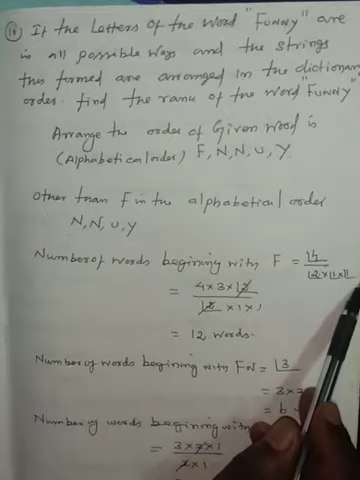 10 If the Letters of the word "FUNNY" are
in all possible ways and the strings
thus formed are arranged in the dictionary
order. find the rank of the word "FUNNY"
Arrange the order of Given word is
(Alphabetical order) F, N, N, U, Y
Other than F in the alphabetical order
N, N, U, Y
Number of words begining with F = 4
2 × 1 × 1
= 4 × 3 × 2
2 × 1 × 1
= 12 words.
Number of words begining with FN = 3
= 3 × 2
= 6
Number of words begining with
= 3 × 2 × 1
2 × 1